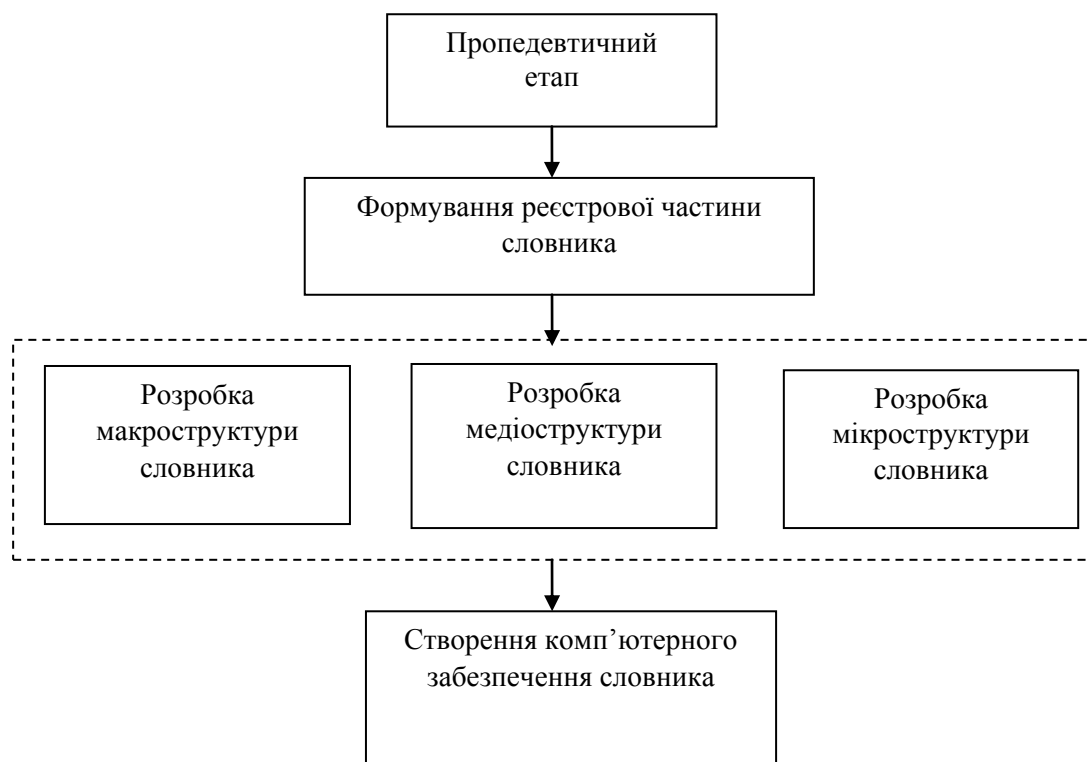 Пропедевтичний
етап
Формування реєстрової частини
словника
Розробка
макроструктури
словника
Розробка
медіоструктури
словника
Розробка
мікроструктури
словника
Створення комп’ютерного
забезпечення словника